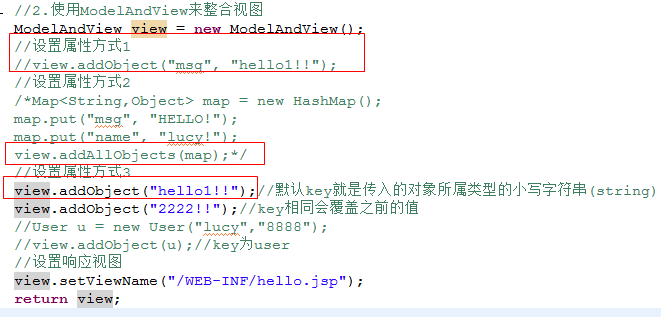 //2.使用ModelAndView来整合视图
ModelAndView view = new ModelAndView();
//设置属性方式1
//view.addObject("msg", "hello1!!");
//设置属性方式2
/*Map<String,Object> map = new HashMap();
map.put("msg", "HELLO!");
map.put("name", "lucy!");
view.addAllObjects(map);*/
//设置属性方式3
view.addObject("hello1!!");//默认key就是传入的对象所属类型的小写字符串(string)
view.addObject("2222!!");//key相同会覆盖之前的值
//User u = new User("lucy","8888");
//view.addObject(u);//key为user
//设置响应视图
view.setViewName("/WEB-INF/hello.jsp");
return view;